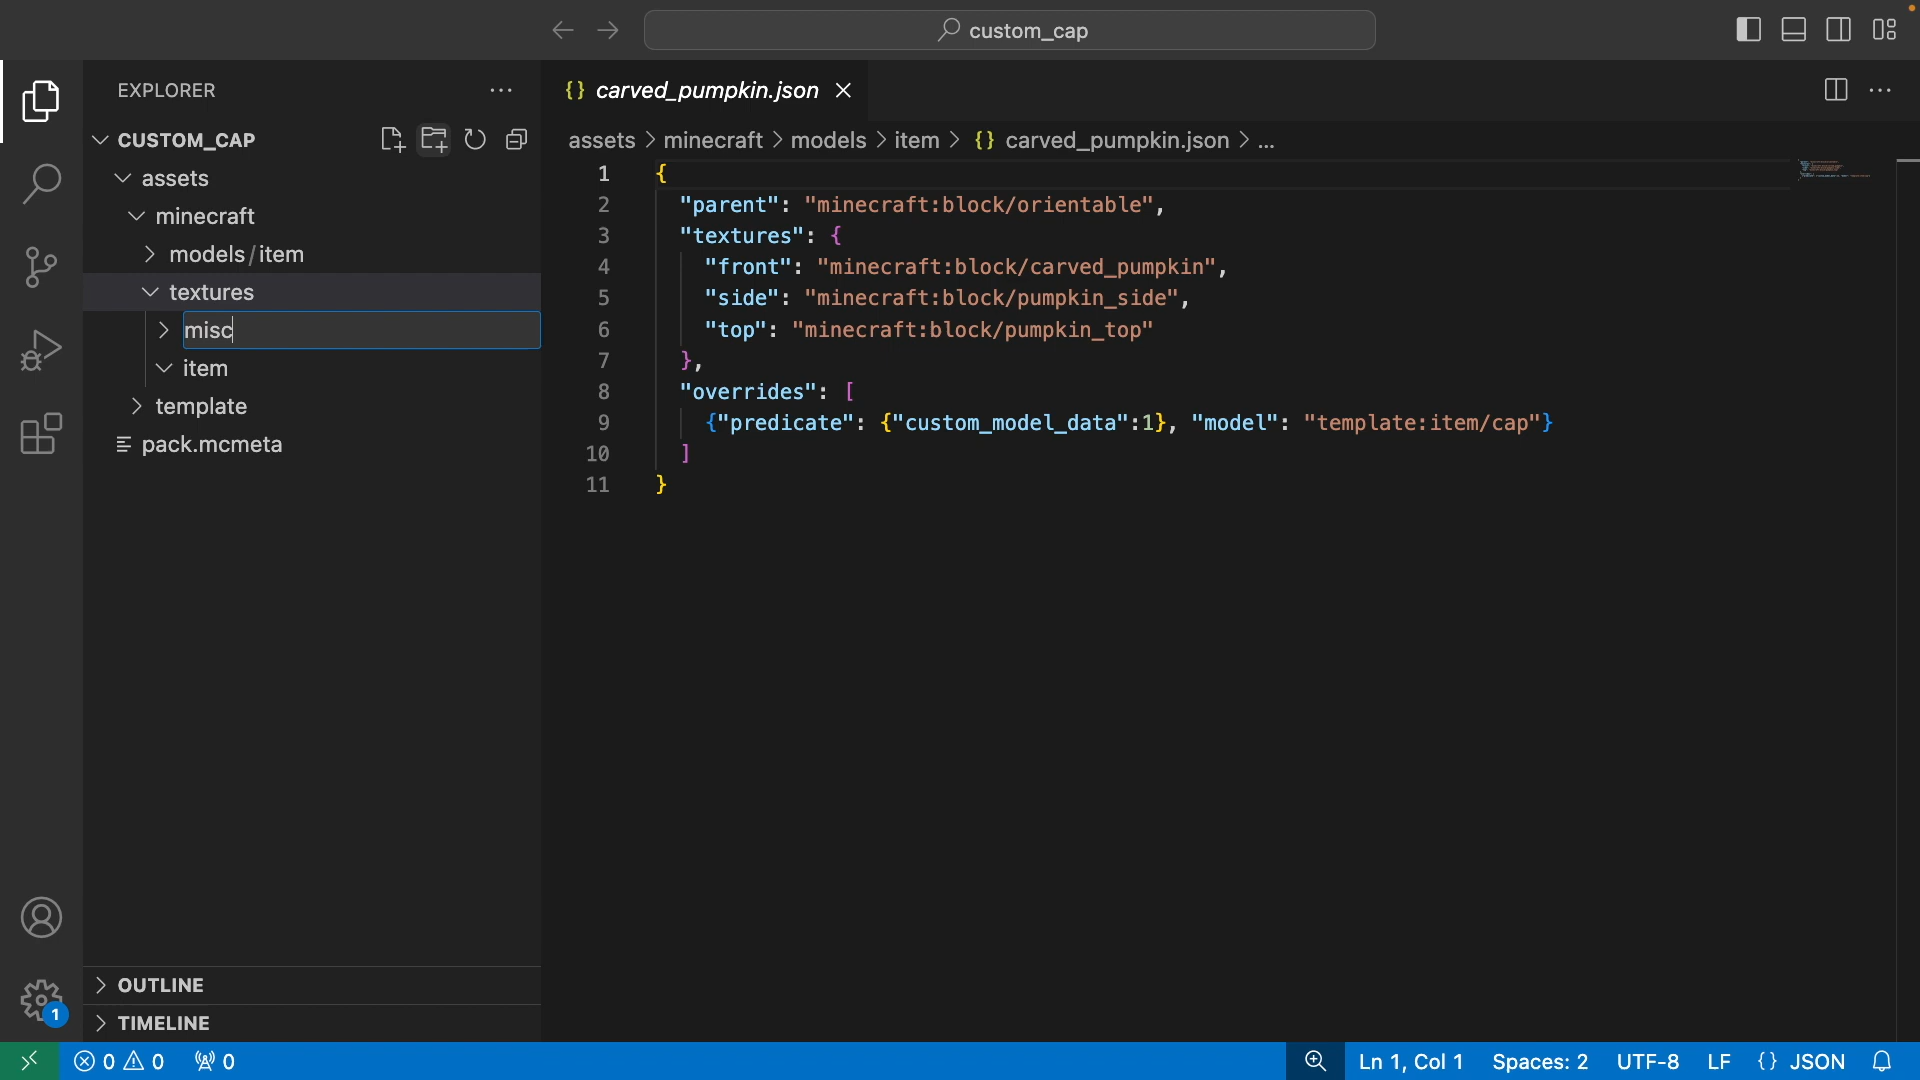 custom_cap
EXPLORER
CUSTOM_CAP
assets
minecraft
models/item
textures
misc
item
template
pack.mcmeta
OUTLINE
TIMELINE
1
{} carved_pumpkin.json
assets > minecraft > models > item > {} carved_pumpkin.json > ...
1 {
2 "parent": "minecraft:block/orientable",
3 "textures": {
4 "front": "minecraft:block/carved_pumpkin",
5 "side": "minecraft:block/pumpkin_side",
6 "top": "minecraft:block/pumpkin_top"
7 },
8 "overrides": [
9 {"predicate": {"custom_model_data":1}, "model": "template:item/cap"}
10 ]
11 }
0 0 0 Ln 1, Col 1 Spaces: 2 UTF-8 LF {} JSON